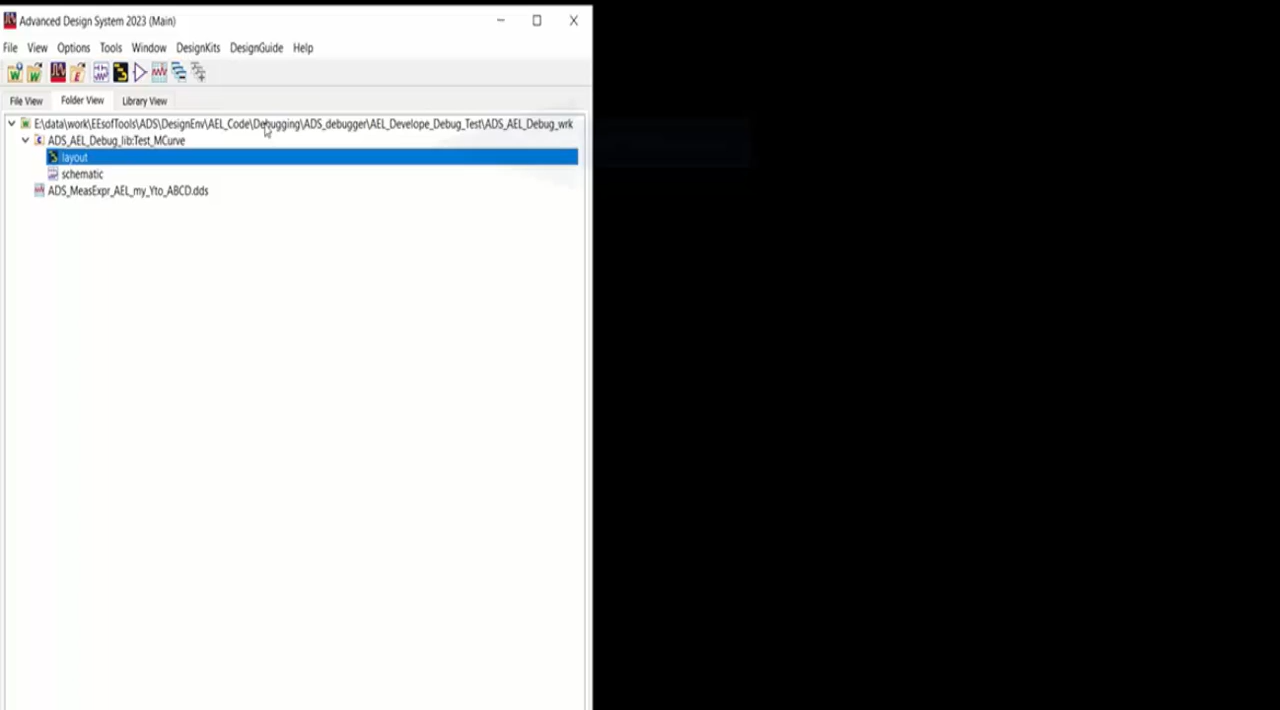 Advanced Design System 2023 (Main)
File View Options Tools Window DesignKits DesignGuide Help
File View Folder View Library View
E:\data\work\EEsofTools\ADS\DesignEnv\AEL_Code\Debugging\ADS_debugger\AEL_Develope_Debug_Test\ADS_AEL_Debug_wrk
ADS_AEL_Debug_lib:Test_MCurve
layout
schematic
ADS_MeasExpr_AEL_my_Yto_ABCD.dds